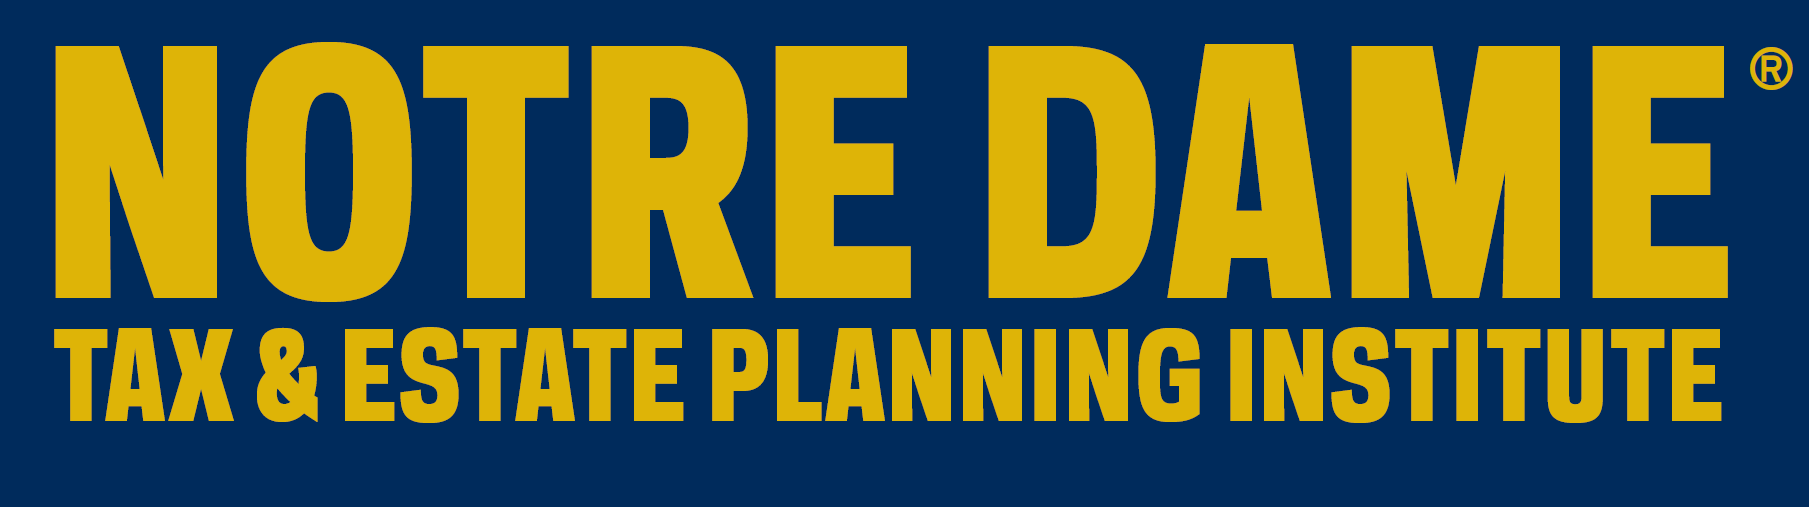 NOTRE DAME®
TAX & ESTATE PLANNING INSTITUTE